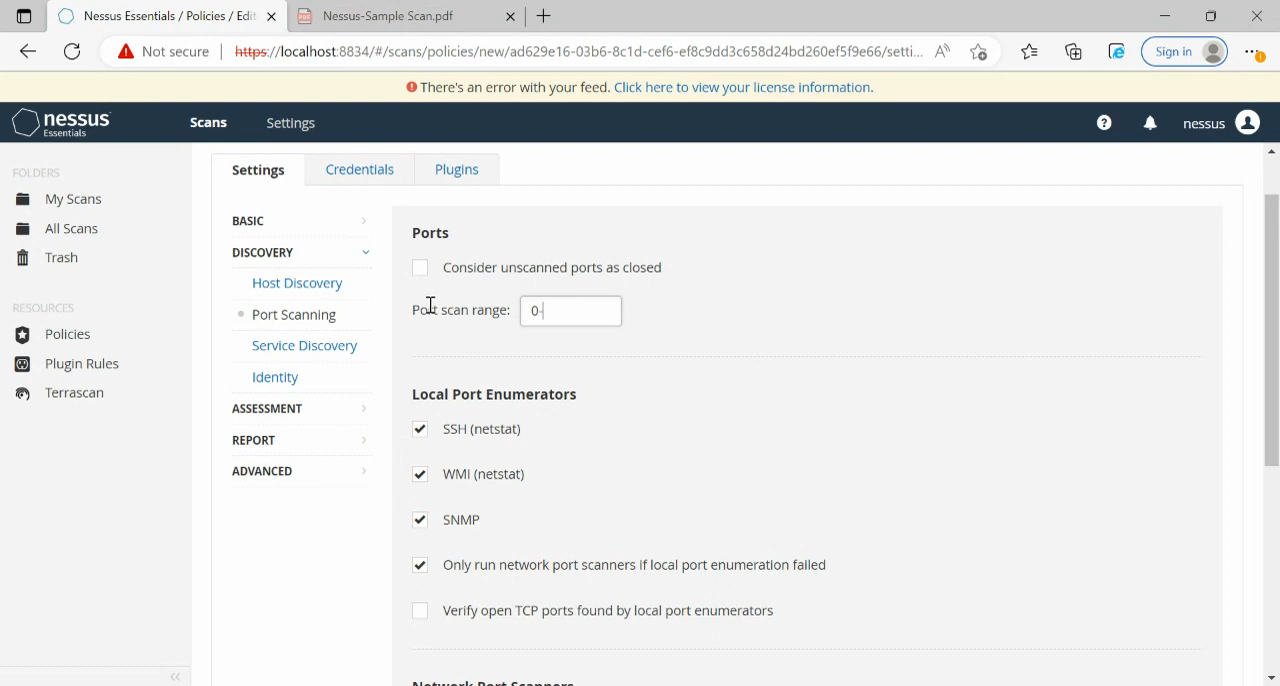 Nessus Essentials / Policies / Edit
Nessus-Sample Scan.pdf
Not secure
https://localhost:8834/#/scans/policies/new/ad629e16-03b6-8c1d-cef6-ef8c9dd3c658d24bd260ef5f9e66/setti...
Sign in
There's an error with your feed. Click here to view your license information.
nessus
Essentials
Scans
Settings
nessus
FOLDERS
My Scans
All Scans
Trash
RESOURCES
Policies
Plugin Rules
Terrascan
Settings
Credentials
Plugins
BASIC
DISCOVERY
Host Discovery
Port Scanning
Service Discovery
Identity
ASSESSMENT
REPORT
ADVANCED
Ports
Consider unscanned ports as closed
Port scan range: 0-
Local Port Enumerators
SSH (netstat)
WMI (netstat)
SNMP
Only run network port scanners if local port enumeration failed
Verify open TCP ports found by local port enumerators
Network Port Scanners